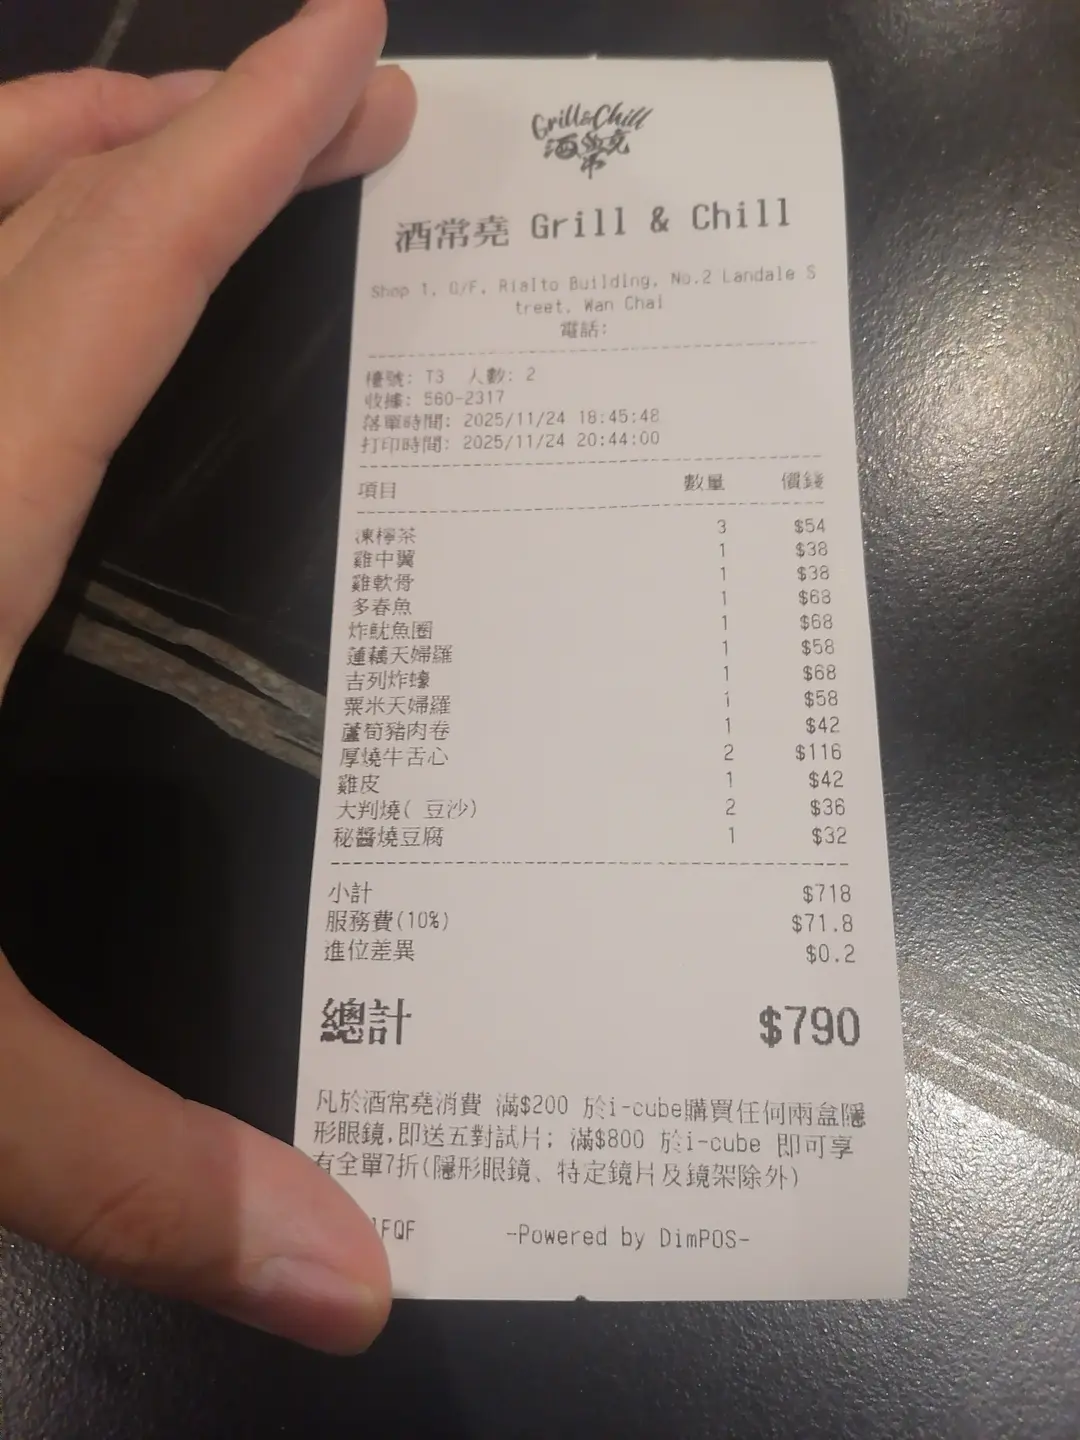 Grill&Chill
酒常堯
酒常堯 Grill & Chill
Shop 1, G/F, Rialto Building, No.2 Landale S
treet, Wan Chai
電話:
檯號: T3 人數: 2
收據: 560-2317
落單時間: 2025/11/24 18:45:48
打印時間: 2025/11/24 20:44:00
項目 數量 價錢
凍檸茶 3 $54
雞中翼 1 $38
雞軟骨 1 $38
多春魚 1 $68
炸魷魚圈 1 $68
蓮藕天婦羅 1 $58
吉列炸蠔 1 $68
粟米天婦羅 1 $58
蘆筍豬肉卷 1 $42
厚燒牛舌心 2 $116
雞皮 1 $42
大判燒( 豆沙) 2 $36
秘醬燒豆腐 1 $32
小計 $718
服務費(10%) $71.8
進位差異 $0.2
總計 $790
凡於酒常堯消費 滿$200 於i-cube購買任何兩盒隱
形眼鏡,即送五對試片; 滿$800 於i-cube 即可享
有全單7折(隱形眼鏡、特定鏡片及鏡架除外)
FQF -Powered by DimPOS-